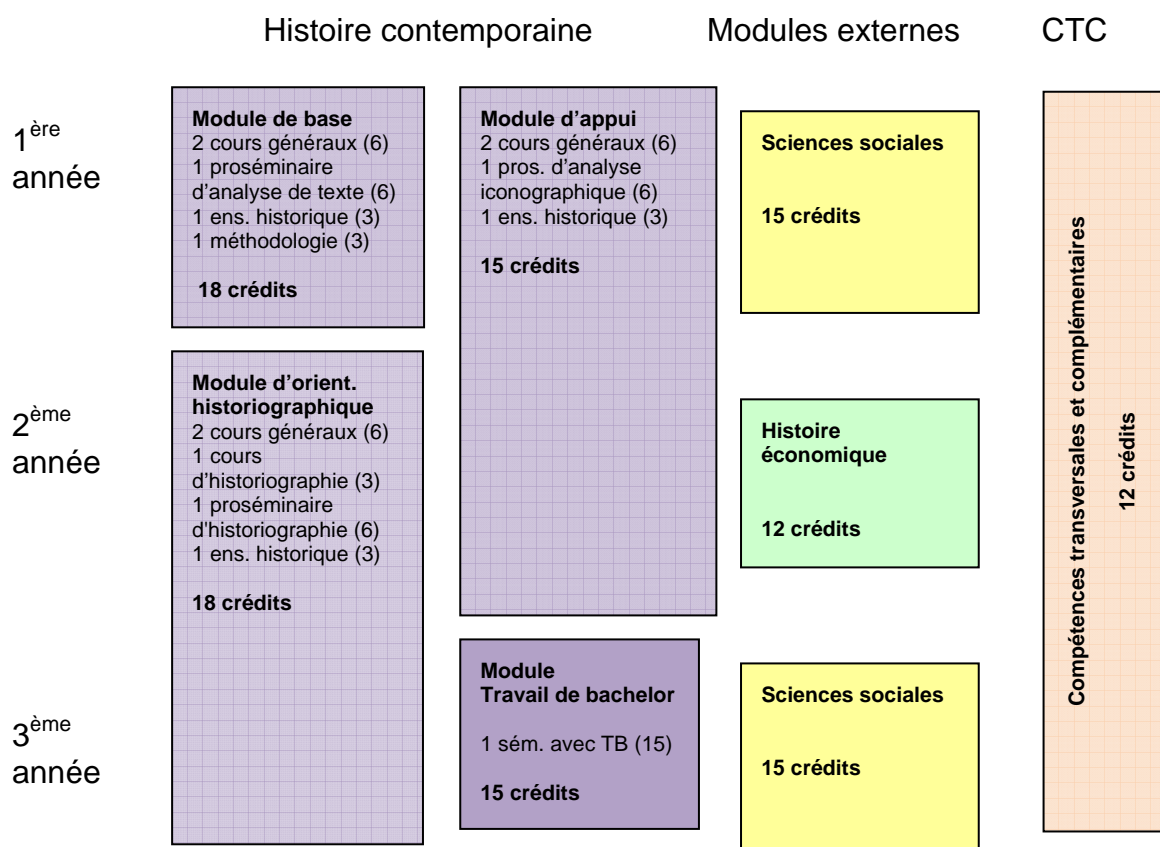 Histoire contemporaine
Modules externes
CTC
1ère
année
Module de base
2 cours généraux (6)
1 proséminaire
d'analyse de texte (6)
1 ens. historique (3)
1 méthodologie (3)
18 crédits
Module d'appui
2 cours généraux (6)
1 pros. d'analyse
iconographique (6)
1 ens. historique (3)
15 crédits
Sciences sociales
15 crédits
2ème
année
Module d'orient.
historiographique
2 cours généraux (6)
1 cours
d'historiographie (3)
1 proséminaire
d'historiographie (6)
1 ens. historique (3)
18 crédits
Histoire
économique
12 crédits
3ème
année
Module
Travail de bachelor
1 sém. avec TB (15)
15 crédits
Sciences sociales
15 crédits
Compétences transversales et complémentaires
12 crédits